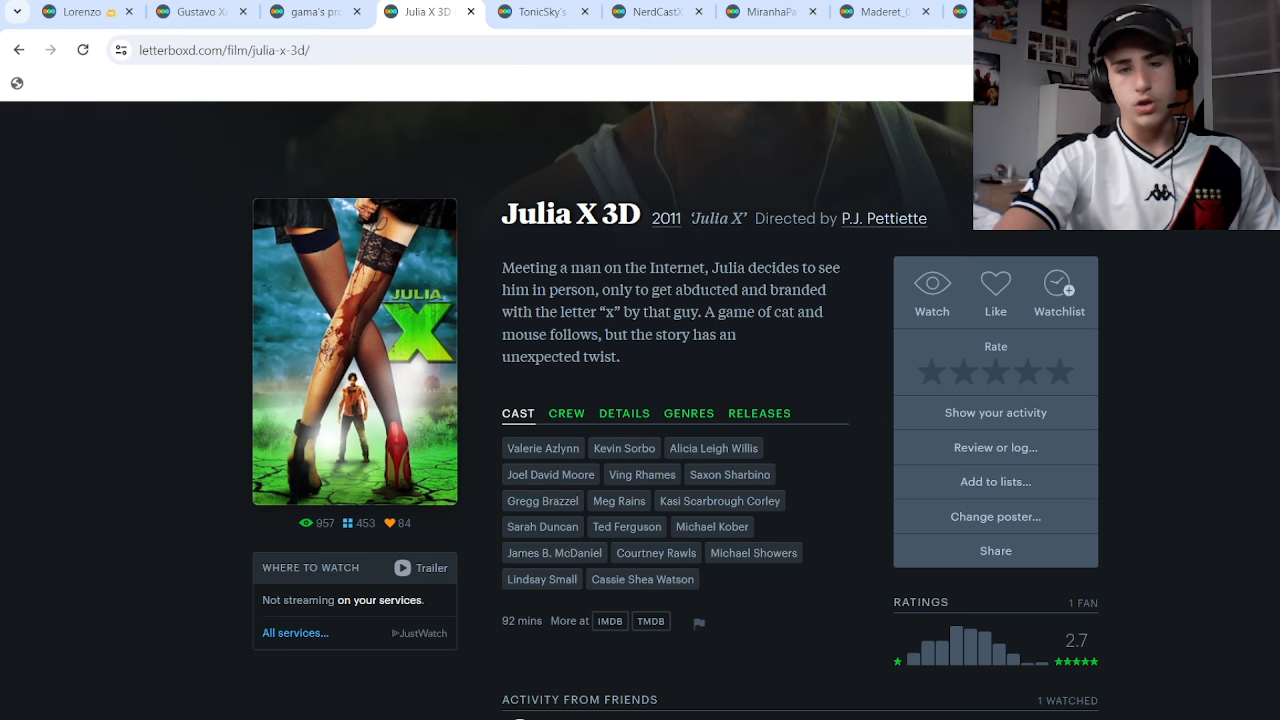 Lorenzo
Gustavo X
gama's pro
Julia X 3D
TonicSky's
NerdCastX
MiranhaPa
Maderet_0
letterboxd.com/film/julia-x-3d/
Julia X 3D 2011 ‘Julia X’ Directed by P.J. Pettiette
Meeting a man on the Internet, Julia decides to see
him in person, only to get abducted and branded
with the letter “x” by that guy. A game of cat and
mouse follows, but the story has an
unexpected twist.
JULIA
X
957 453 84
WHERE TO WATCH Trailer
Not streaming on your services.
All services... JustWatch
CAST CREW DETAILS GENRES RELEASES
Valerie Azlynn Kevin Sorbo Alicia Leigh Willis
Joel David Moore Ving Rhames Saxon Sharbino
Gregg Brazzel Meg Rains Kasi Scarbrough Corley
Sarah Duncan Ted Ferguson Michael Kober
James B. McDaniel Courtney Rawls Michael Showers
Lindsay Small Cassie Shea Watson
92 mins More at IMDB TMDB
Watch Like Watchlist
Rate
Show your activity
Review or log...
Add to lists...
Change poster...
Share
RATINGS 1 FAN
2.7
ACTIVITY FROM FRIENDS 1 WATCHED